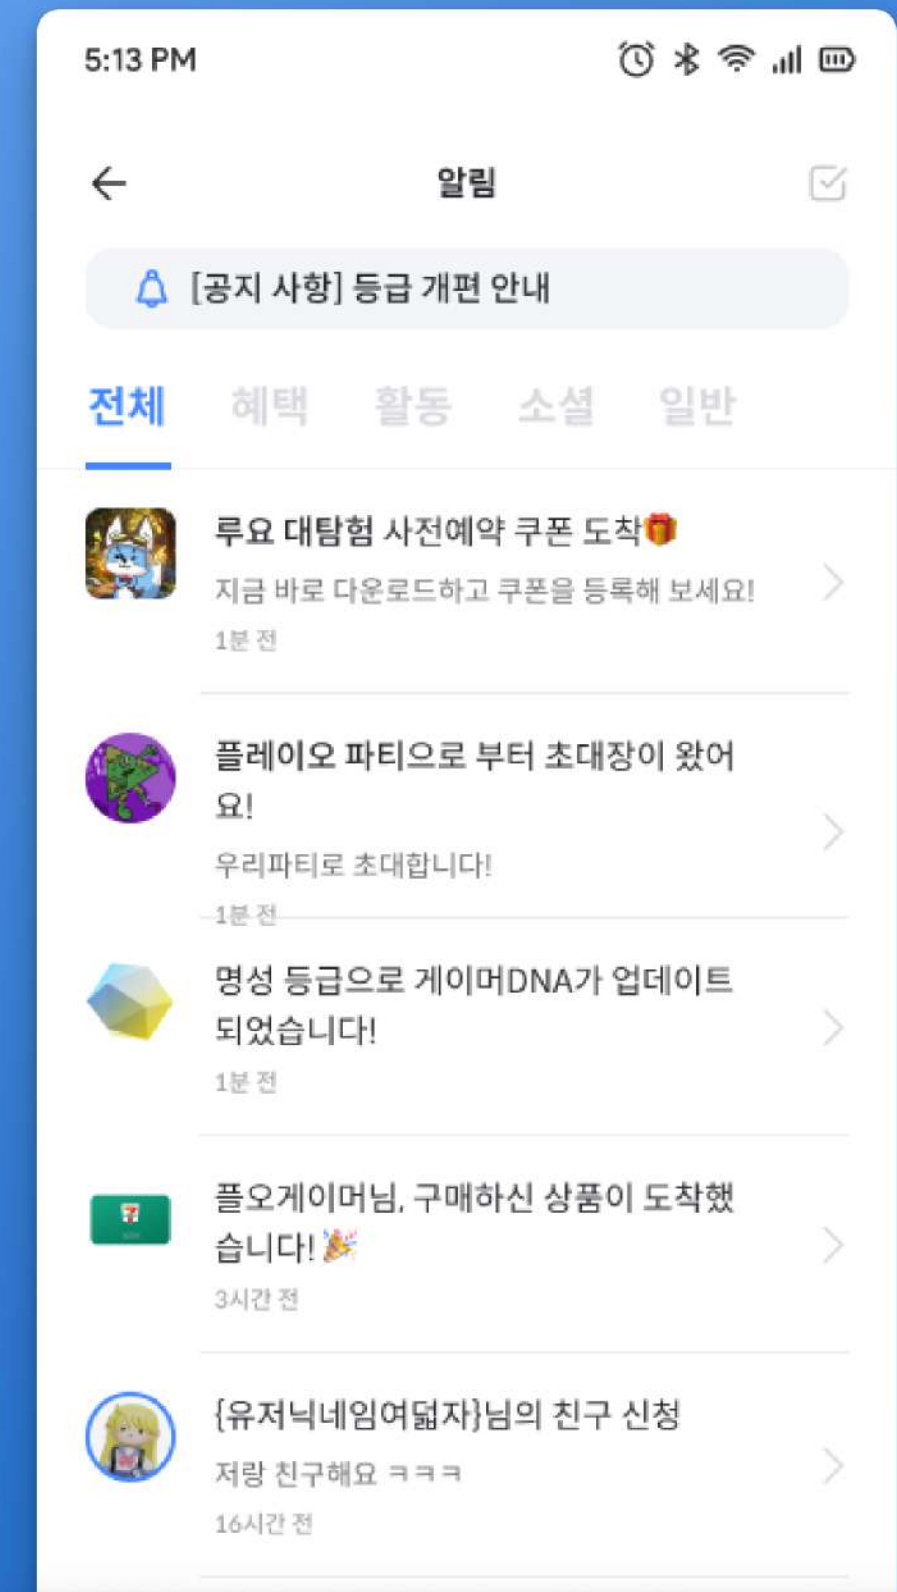 5:13 PM
알림
[공지 사항] 등급 개편 안내
전체 혜택 활동 소셜 일반
루요 대탐험 사전예약 쿠폰 도착🎁
지금 바로 다운로드하고 쿠폰을 등록해 보세요!
1분 전
플레이오 파티으로 부터 초대장이 왔어
요!
우리파티로 초대합니다!
1분 전
명성 등급으로 게이머DNA가 업데이트
되었습니다!
1분 전
플오게이머님, 구매하신 상품이 도착했
습니다! 🎉
7
3시간 전
{유저닉네임여덟자}님의 친구 신청
저랑 친구해요 ㅋㅋㅋ
16시간 전